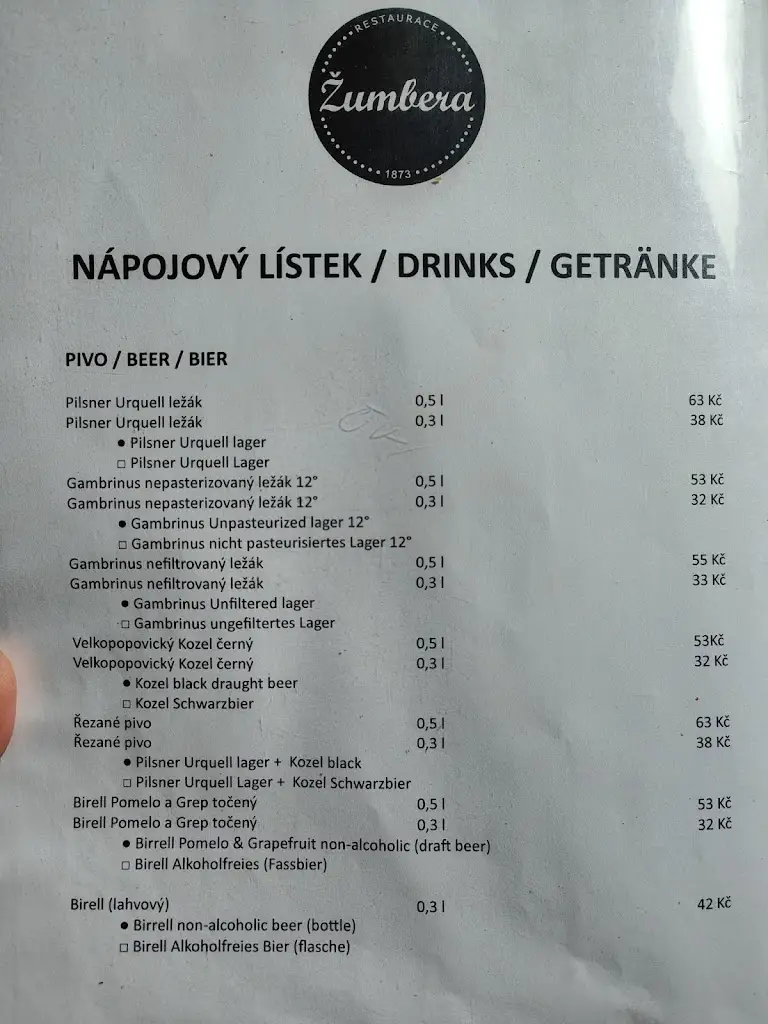 RESTAURACE
Žumbera
1873
NÁPOJOVÝ LÍSTEK / DRINKS / GETRÄNKE
PIVO / BEER / BIER
Pilsner Urquell ležák 0,5 l 63 Kč
Pilsner Urquell ležák 0,3 l 38 Kč
● Pilsner Urquell lager
□ Pilsner Urquell Lager
Gambrinus nepasterizovaný ležák 12° 0,5 l 53 Kč
Gambrinus nepasterizovaný ležák 12° 0,3 l 32 Kč
● Gambrinus Unpasteurized lager 12°
□ Gambrinus nicht pasteurisiertes Lager 12°
Gambrinus nefiltrovaný ležák 0,5 l 55 Kč
Gambrinus nefiltrovaný ležák 0,3 l 33 Kč
● Gambrinus Unfiltered lager
□ Gambrinus ungefiltertes Lager
Velkopopovický Kozel černý 0,5 l 53Kč
Velkopopovický Kozel černý 0,3 l 32 Kč
● Kozel black draught beer
□ Kozel Schwarzbier
Řezané pivo 0,5 l 63 Kč
Řezané pivo 0,3 l 38 Kč
● Pilsner Urquell lager + Kozel black
□ Pilsner Urquell Lager + Kozel Schwarzbier
Birell Pomelo a Grep točený 0,5 l 53 Kč
Birell Pomelo a Grep točený 0,3 l 32 Kč
● Birrell Pomelo & Grapefruit non-alcoholic (draft beer)
□ Birell Alkoholfreies (Fassbier)
Birell (lahvový) 0,3 l 42 Kč
● Birrell non-alcoholic beer (bottle)
□ Birell Alkoholfreies Bier (flasche)